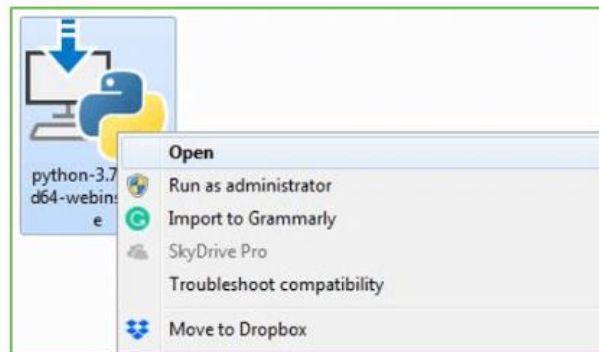 python-3.7
d64-webins
e
Open
Run as administrator
Import to Grammarly
SkyDrive Pro
Troubleshoot compatibility
Move to Dropbox